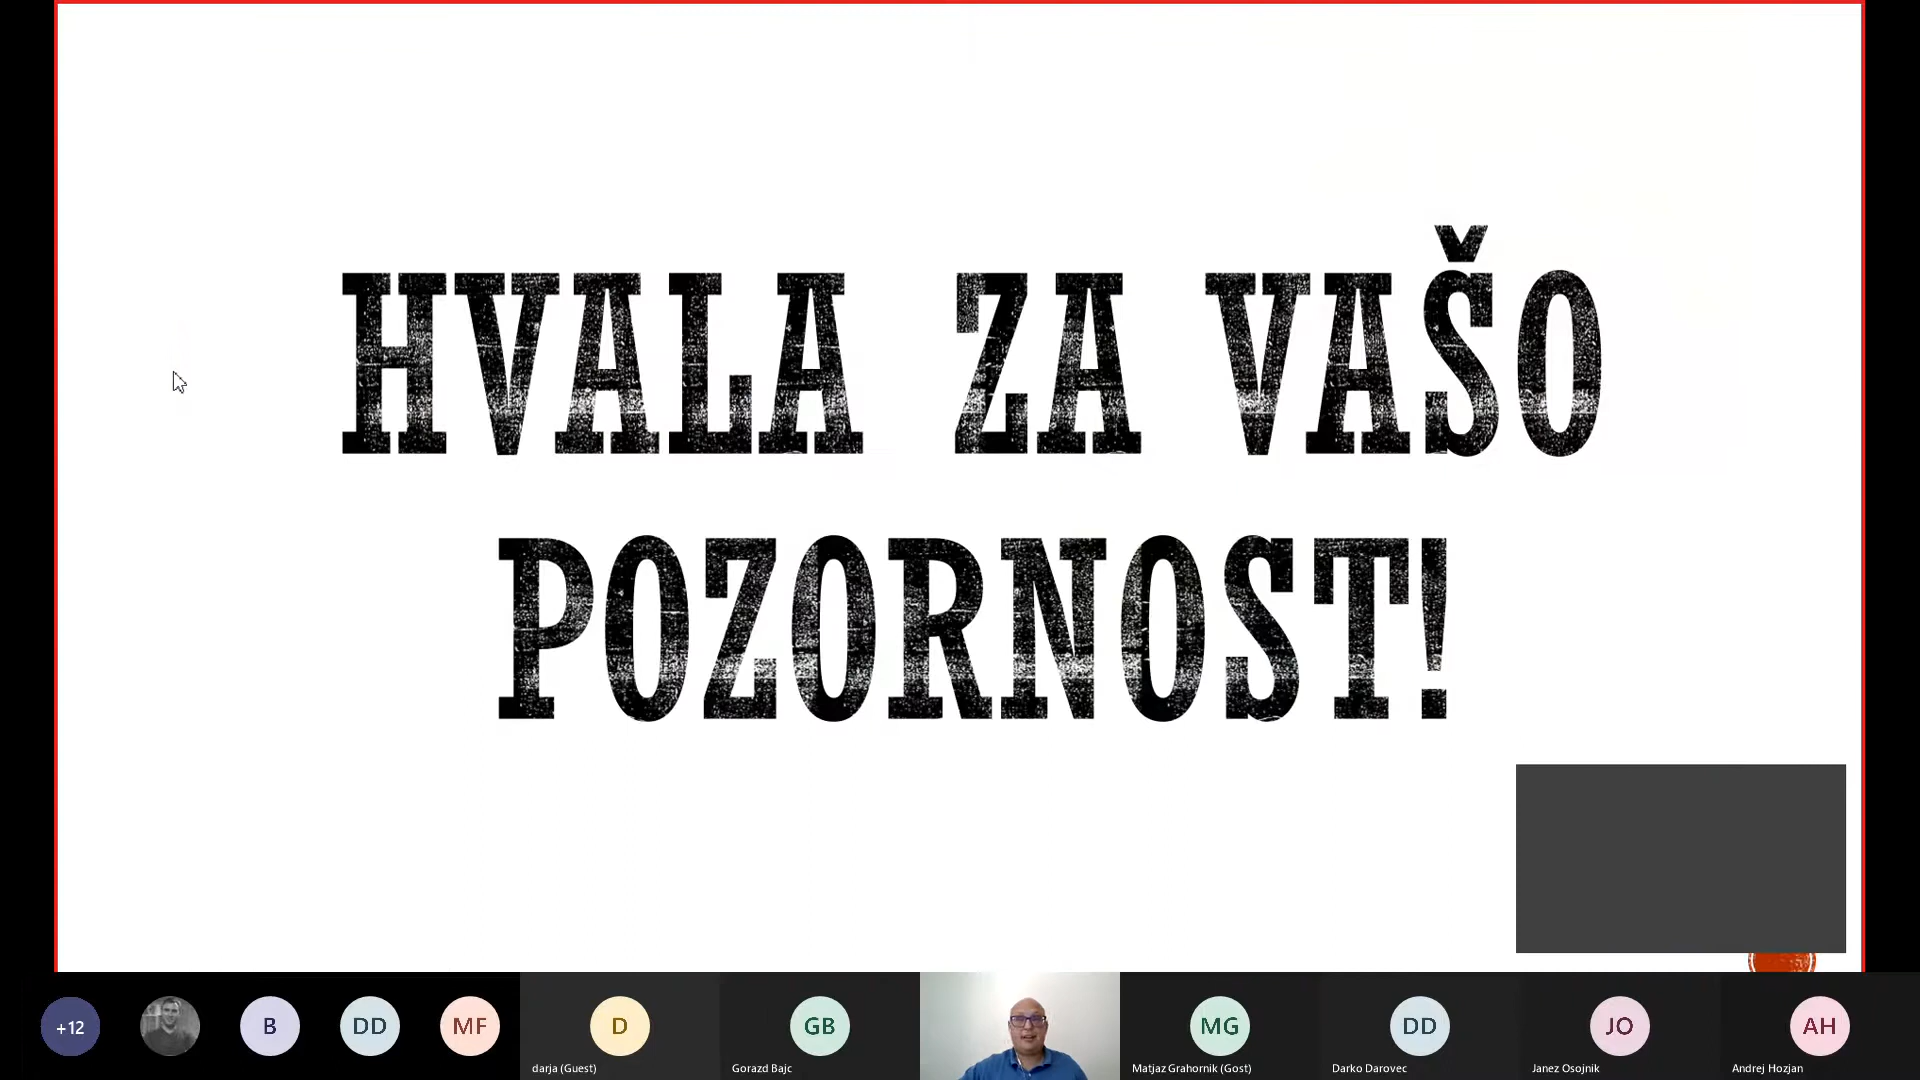 HVALA ZA VAŠO
POZORNOST!
+12
B
DD
MF
D
GB
MG
DD
JO
AH
darja (Guest)
Gorazd Bajc
Matjaz Grahornik (Gost)
Darko Darovec
Janez Osojnik
Andrej Hozjan